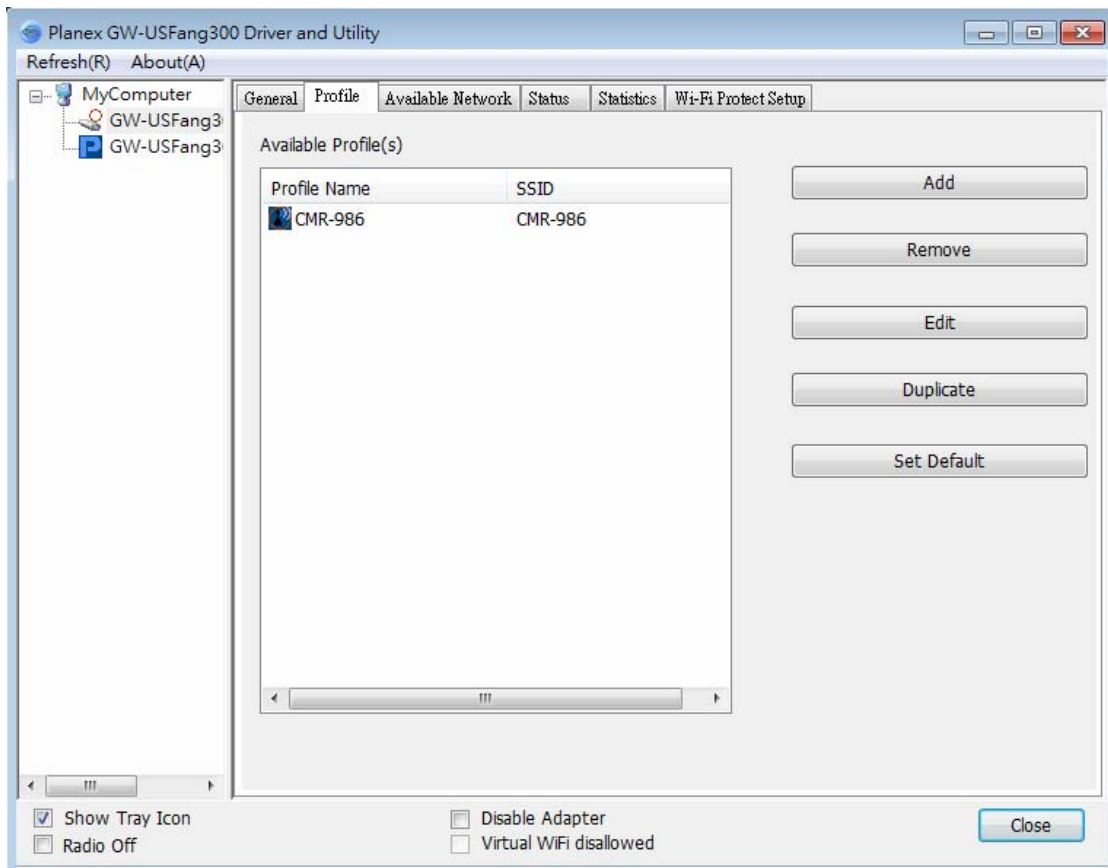 Planex GW-USFang300 Driver and Utility
Refresh(R) About(A)
MyComputer
GW-USFang3
GW-USFang3
General Profile Available Network Status Statistics Wi-Fi Protect Setup
Available Profile(s)
Profile Name SSID
CMR-986 CMR-986
Add
Remove
Edit
Duplicate
Set Default
Show Tray Icon
Radio Off
Disable Adapter
Virtual WiFi disallowed
Close